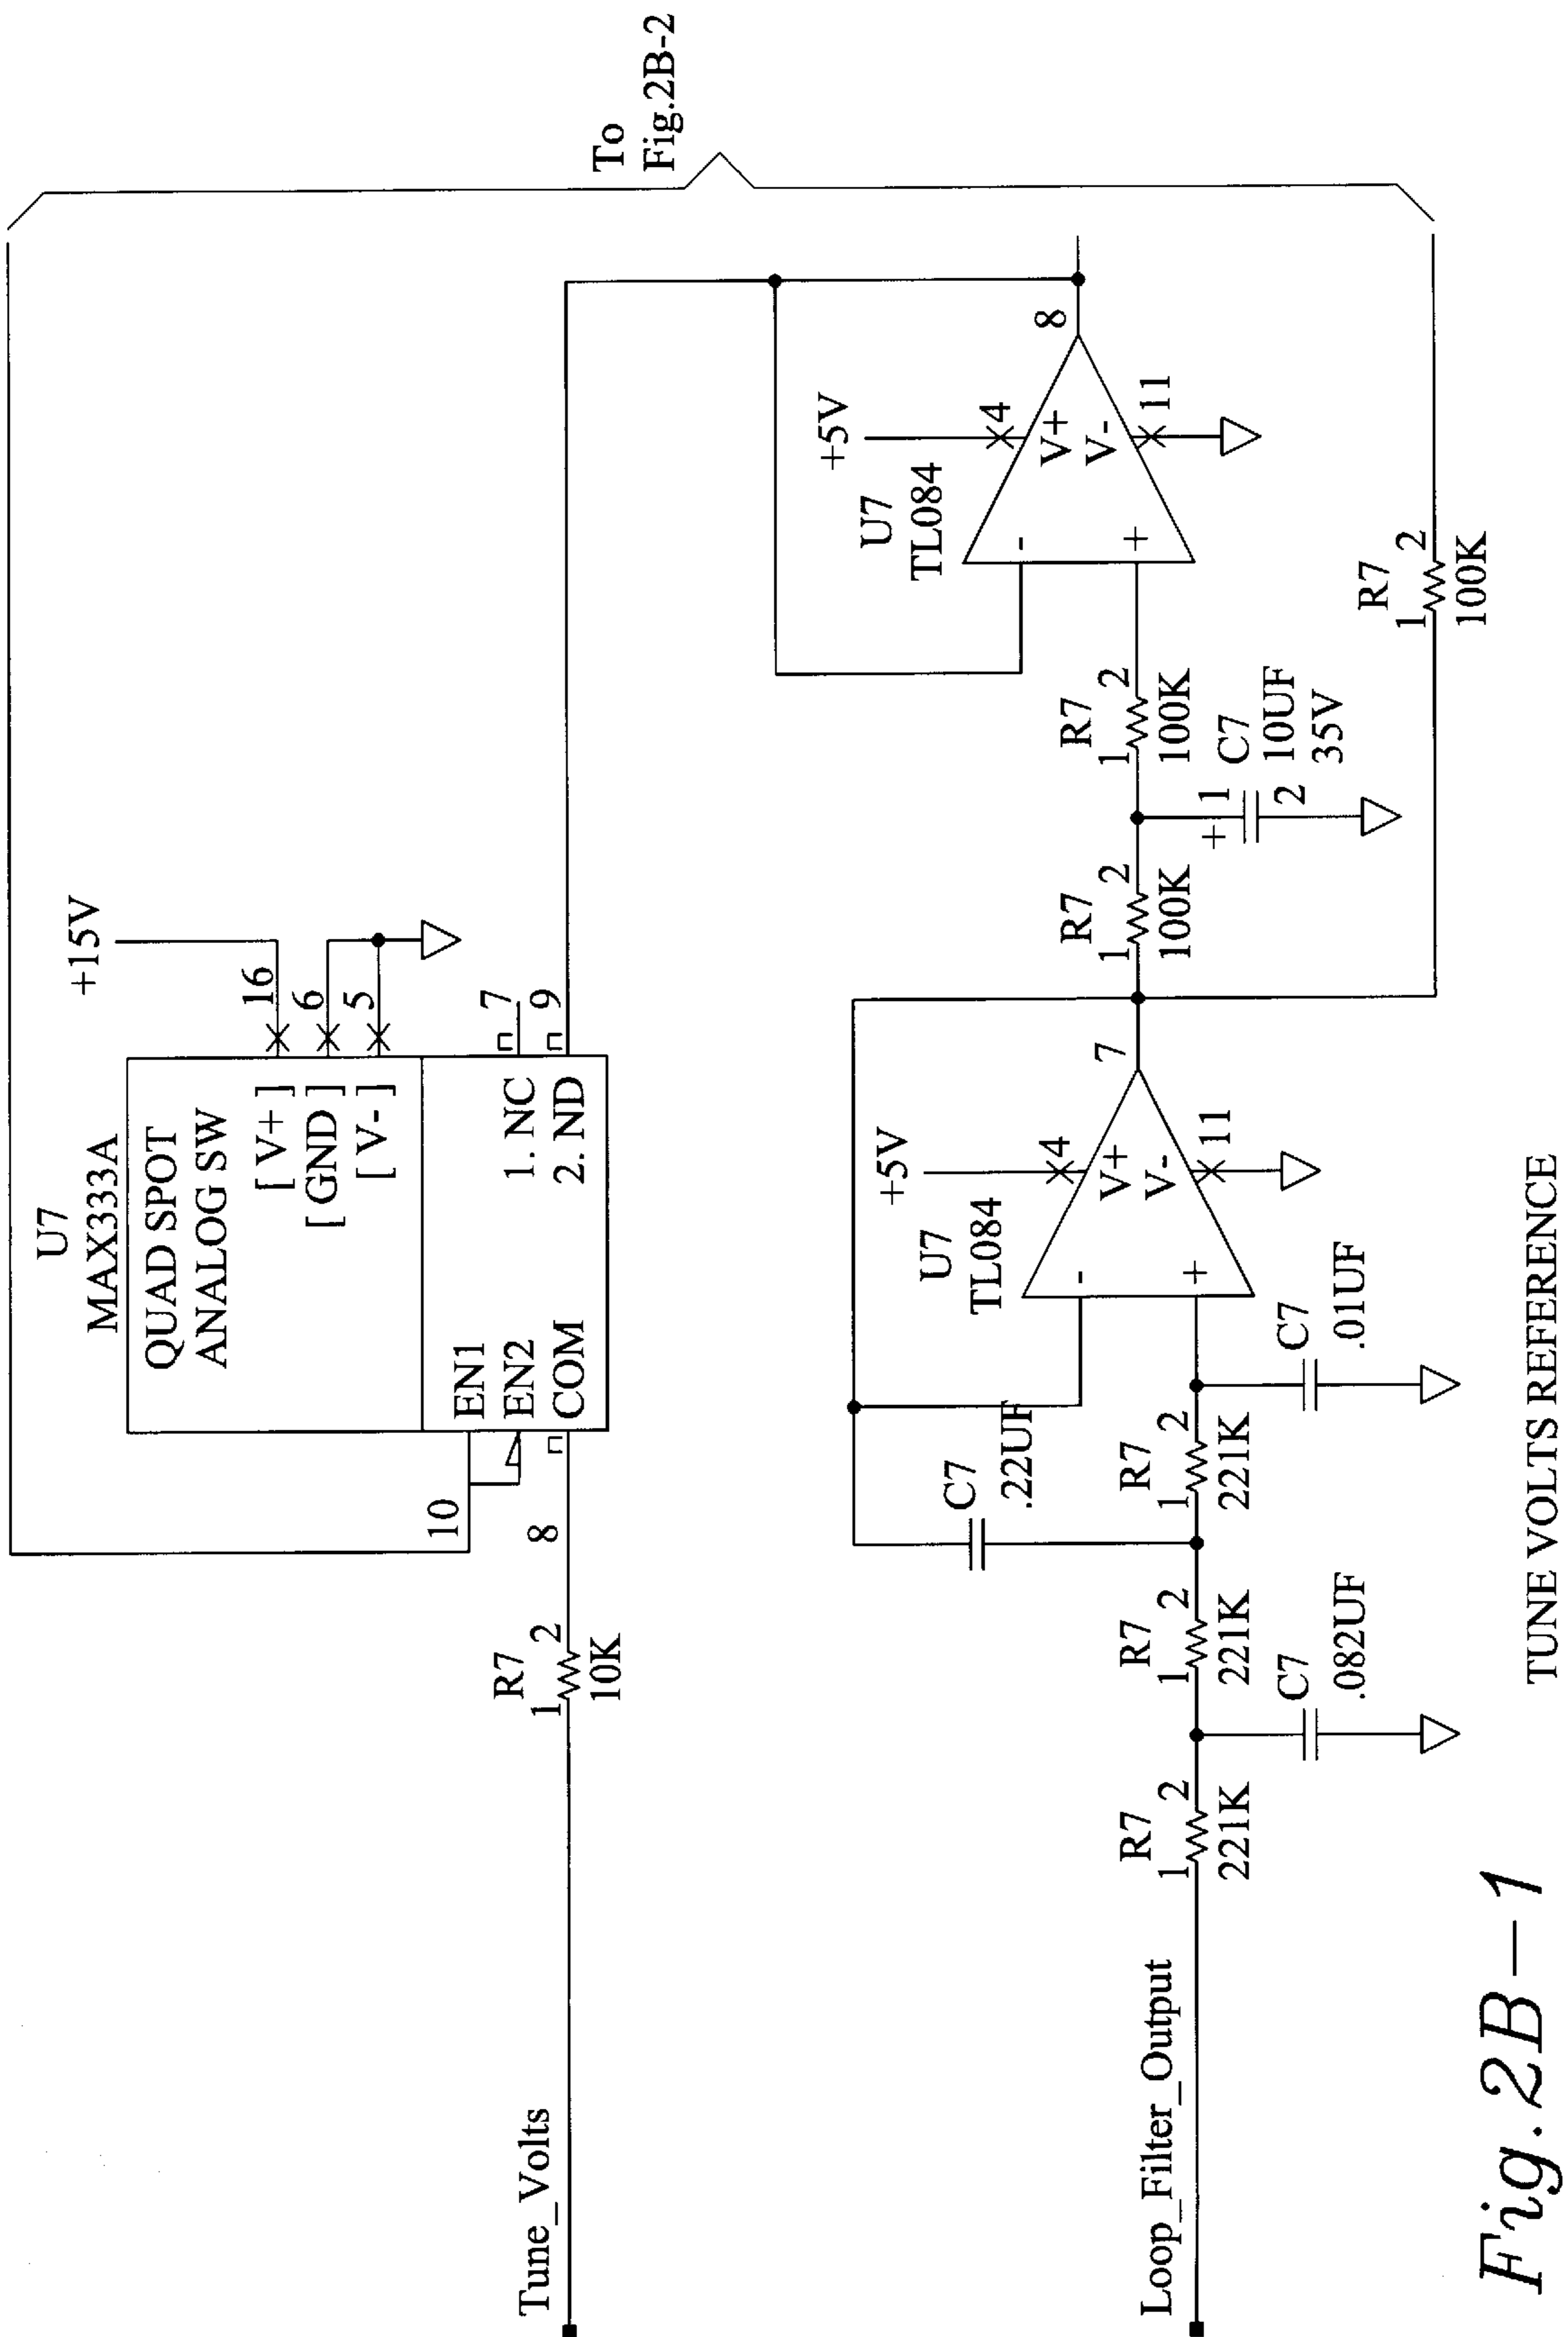 U7
MAX333A
QUAD SPOT
ANALOG SW
[ V+ ]
[ GND ]
[ V- ]
EN1
EN2
COM
1. NC
2. ND
+15V
16
6
5
7
9
10
8
Tune_Volts
R7
1 2
10K
To
Fig.2B-2
Loop_Filter_Output
R7
1 2
221K
C7
.082UF
R7
1 2
221K
C7
.22UF
R7
1 2
221K
C7
.01UF
U7
TL084
+5V
4
V+
V-
11
-
+
7
R7
1 2
100K
C7
10UF
35V
+ 1
2
R7
1 2
100K
U7
TL084
+5V
4
V+
V-
11
-
+
8
R7
1 2
100K
TUNE VOLTS REFERENCE
Fig.2B-1